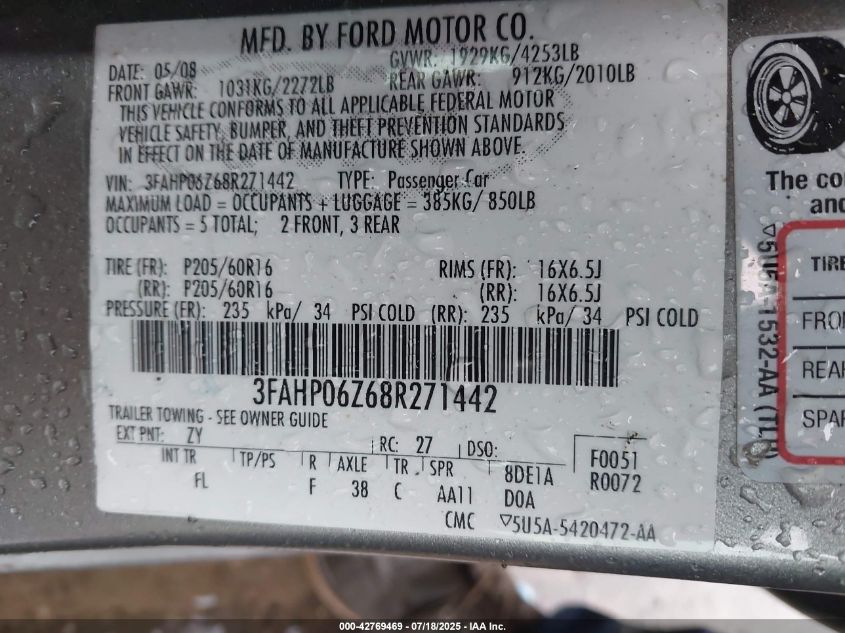 MFD. BY FORD MOTOR CO.
DATE: 05/08
GVWR: 1929KG/4253LB
FRONT GAWR: 1031KG/2272LB
REAR GAWR: 912KG/2010LB
THIS VEHICLE CONFORMS TO ALL APPLICABLE FEDERAL MOTOR
VEHICLE SAFETY, BUMPER, AND THEFT PREVENTION STANDARDS
IN EFFECT ON THE DATE OF MANUFACTURE SHOWN ABOVE.
VIN: 3FAHP06Z68R271442 TYPE: Passenger Car
MAXIMUM LOAD = OCCUPANTS + LUGGAGE = 385KG/ 850LB
OCCUPANTS = 5 TOTAL; 2 FRONT, 3 REAR
TIRE (FR): P205/60R16 RIMS (FR): 16X6.5J
(RR): P205/60R16 (RR): 16X6.5J
PRESSURE (FR): 235 kPa/ 34 PSI COLD (RR): 235 kPa/ 34 PSI COLD
3FAHP06Z68R271442
TRAILER TOWING - SEE OWNER GUIDE
EXT PNT: ZY RC: 27 DSO: F0051
INT TR TP/PS R AXLE TR SPR 8DE1A R0072
FL F 38 C AA11 DOA
CMC ▽5U5A-5420472-AA
The co
and
TIRE
FRON
REAR
SPAR
1532-AA (TLR)
000-42769469 | 07/18/2025 - IAA Inc.